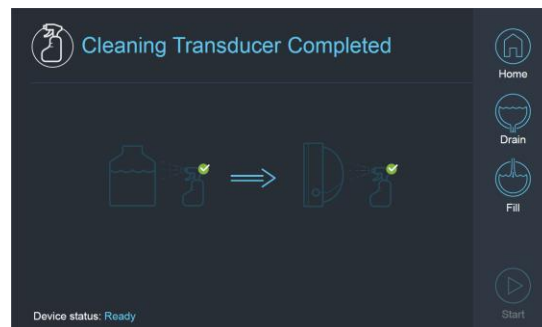 Cleaning Transducer Completed
Home
Drain
Fill
Start
Device status: Ready